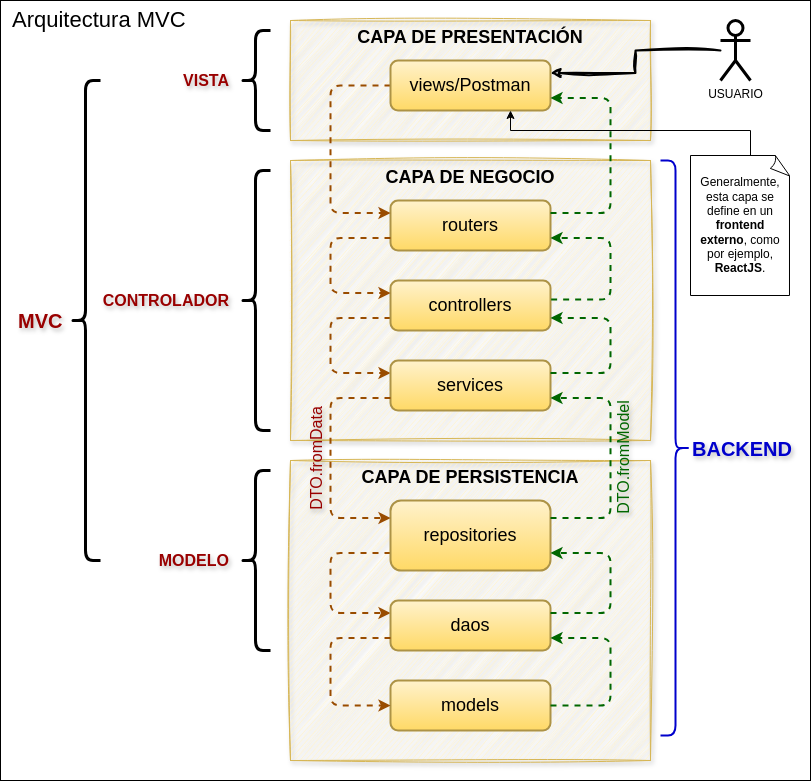 Arquitectura MVC
CAPA DE PRESENTACIÓN
VISTA
views/Postman
USUARIO
CAPA DE NEGOCIO
Generalmente,
esta capa se
define en un
frontend
externo, como
por ejemplo,
ReactJS.
routers
CONTROLADOR
controllers
MVC
services
DTO.fromData
DTO.fromModel
BACKEND
CAPA DE PERSISTENCIA
MODELO
repositories
daos
models